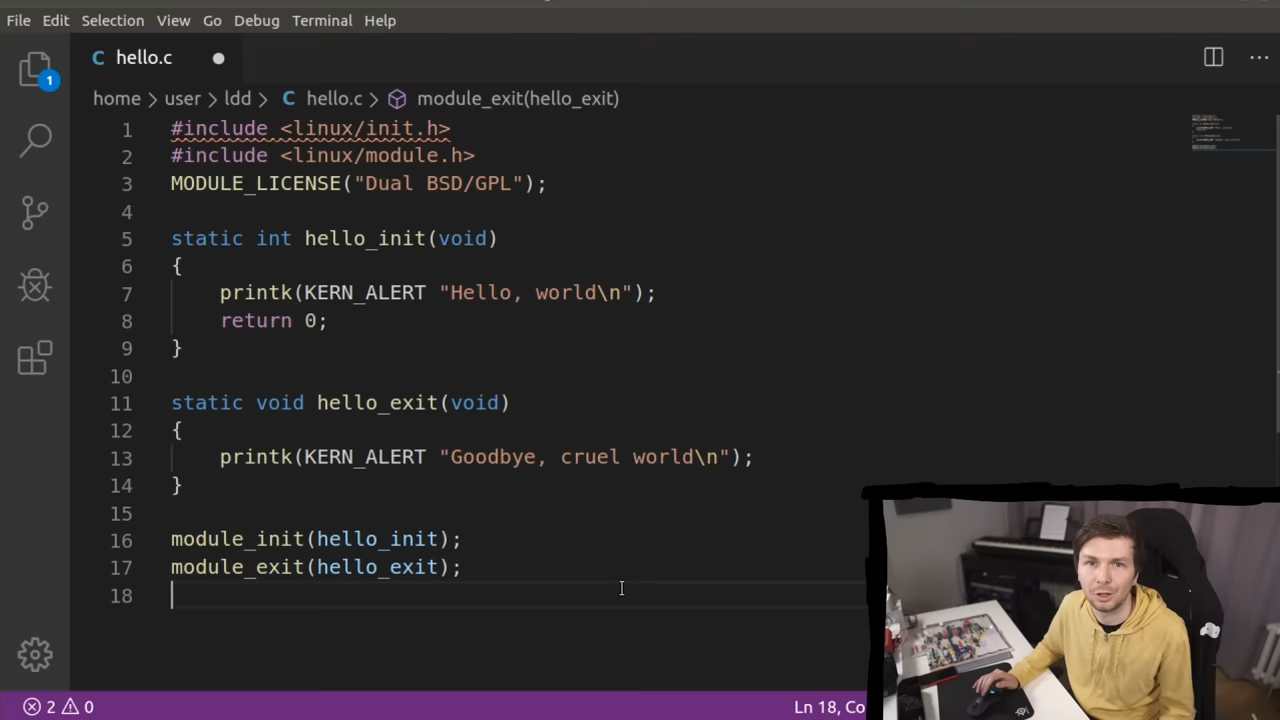 File Edit Selection View Go Debug Terminal Help
C hello.c
1
home > user > ldd > C hello.c > module_exit(hello_exit)
1 #include <linux/init.h>
2 #include <linux/module.h>
3 MODULE_LICENSE("Dual BSD/GPL");
4
5 static int hello_init(void)
6 {
7 printk(KERN_ALERT "Hello, world\n");
8 return 0;
9 }
10
11 static void hello_exit(void)
12 {
13 printk(KERN_ALERT "Goodbye, cruel world\n");
14 }
15
16 module_init(hello_init);
17 module_exit(hello_exit);
18
2 0 Ln 18, Co